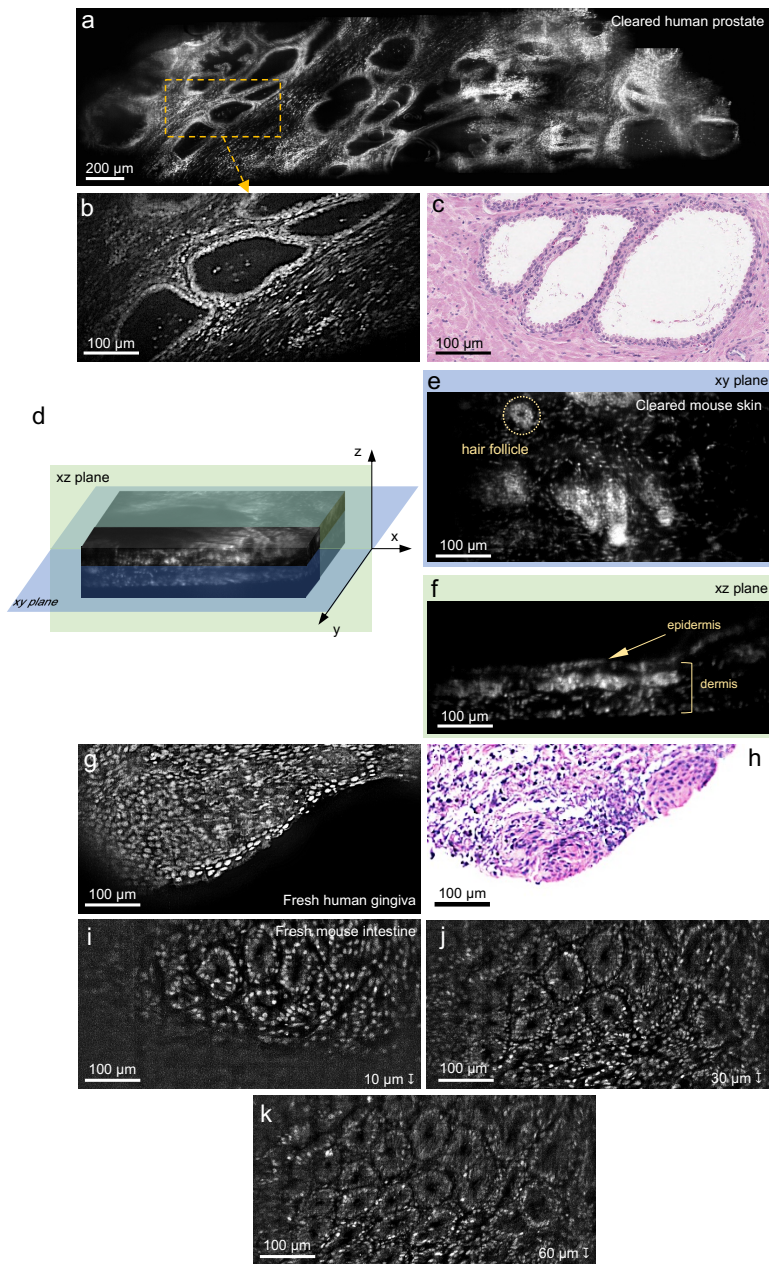 a
Cleared human prostate
200 µm
b
100 µm
c
100 µm
d
xz plane
z
x
y
xy plane
xy plane
e
Cleared mouse skin
hair follicle
100 µm
xz plane
f
epidermis
dermis
100 µm
g
100 µm
Fresh human gingiva
h
100 µm
i
Fresh mouse intestine
100 µm
10 µm ↧
j
100 µm
30 µm ↧
k
100 µm
60 µm ↧